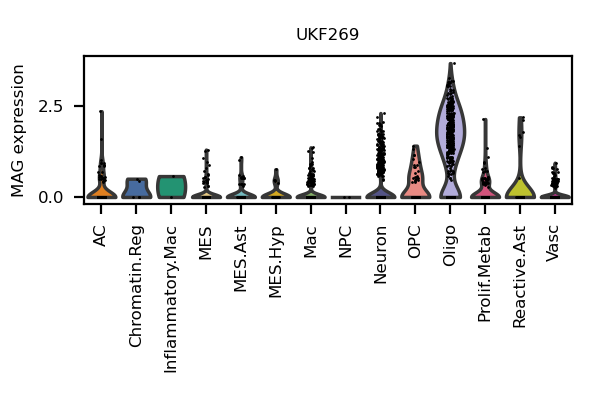 UKF269
MAG expression
2.5
0.0
AC
Chromatin.Reg
Inflammatory.Mac
MES
MES.Ast
MES.Hyp
Mac
NPC
Neuron
OPC
Oligo
Prolif.Metab
Reactive.Ast
Vasc